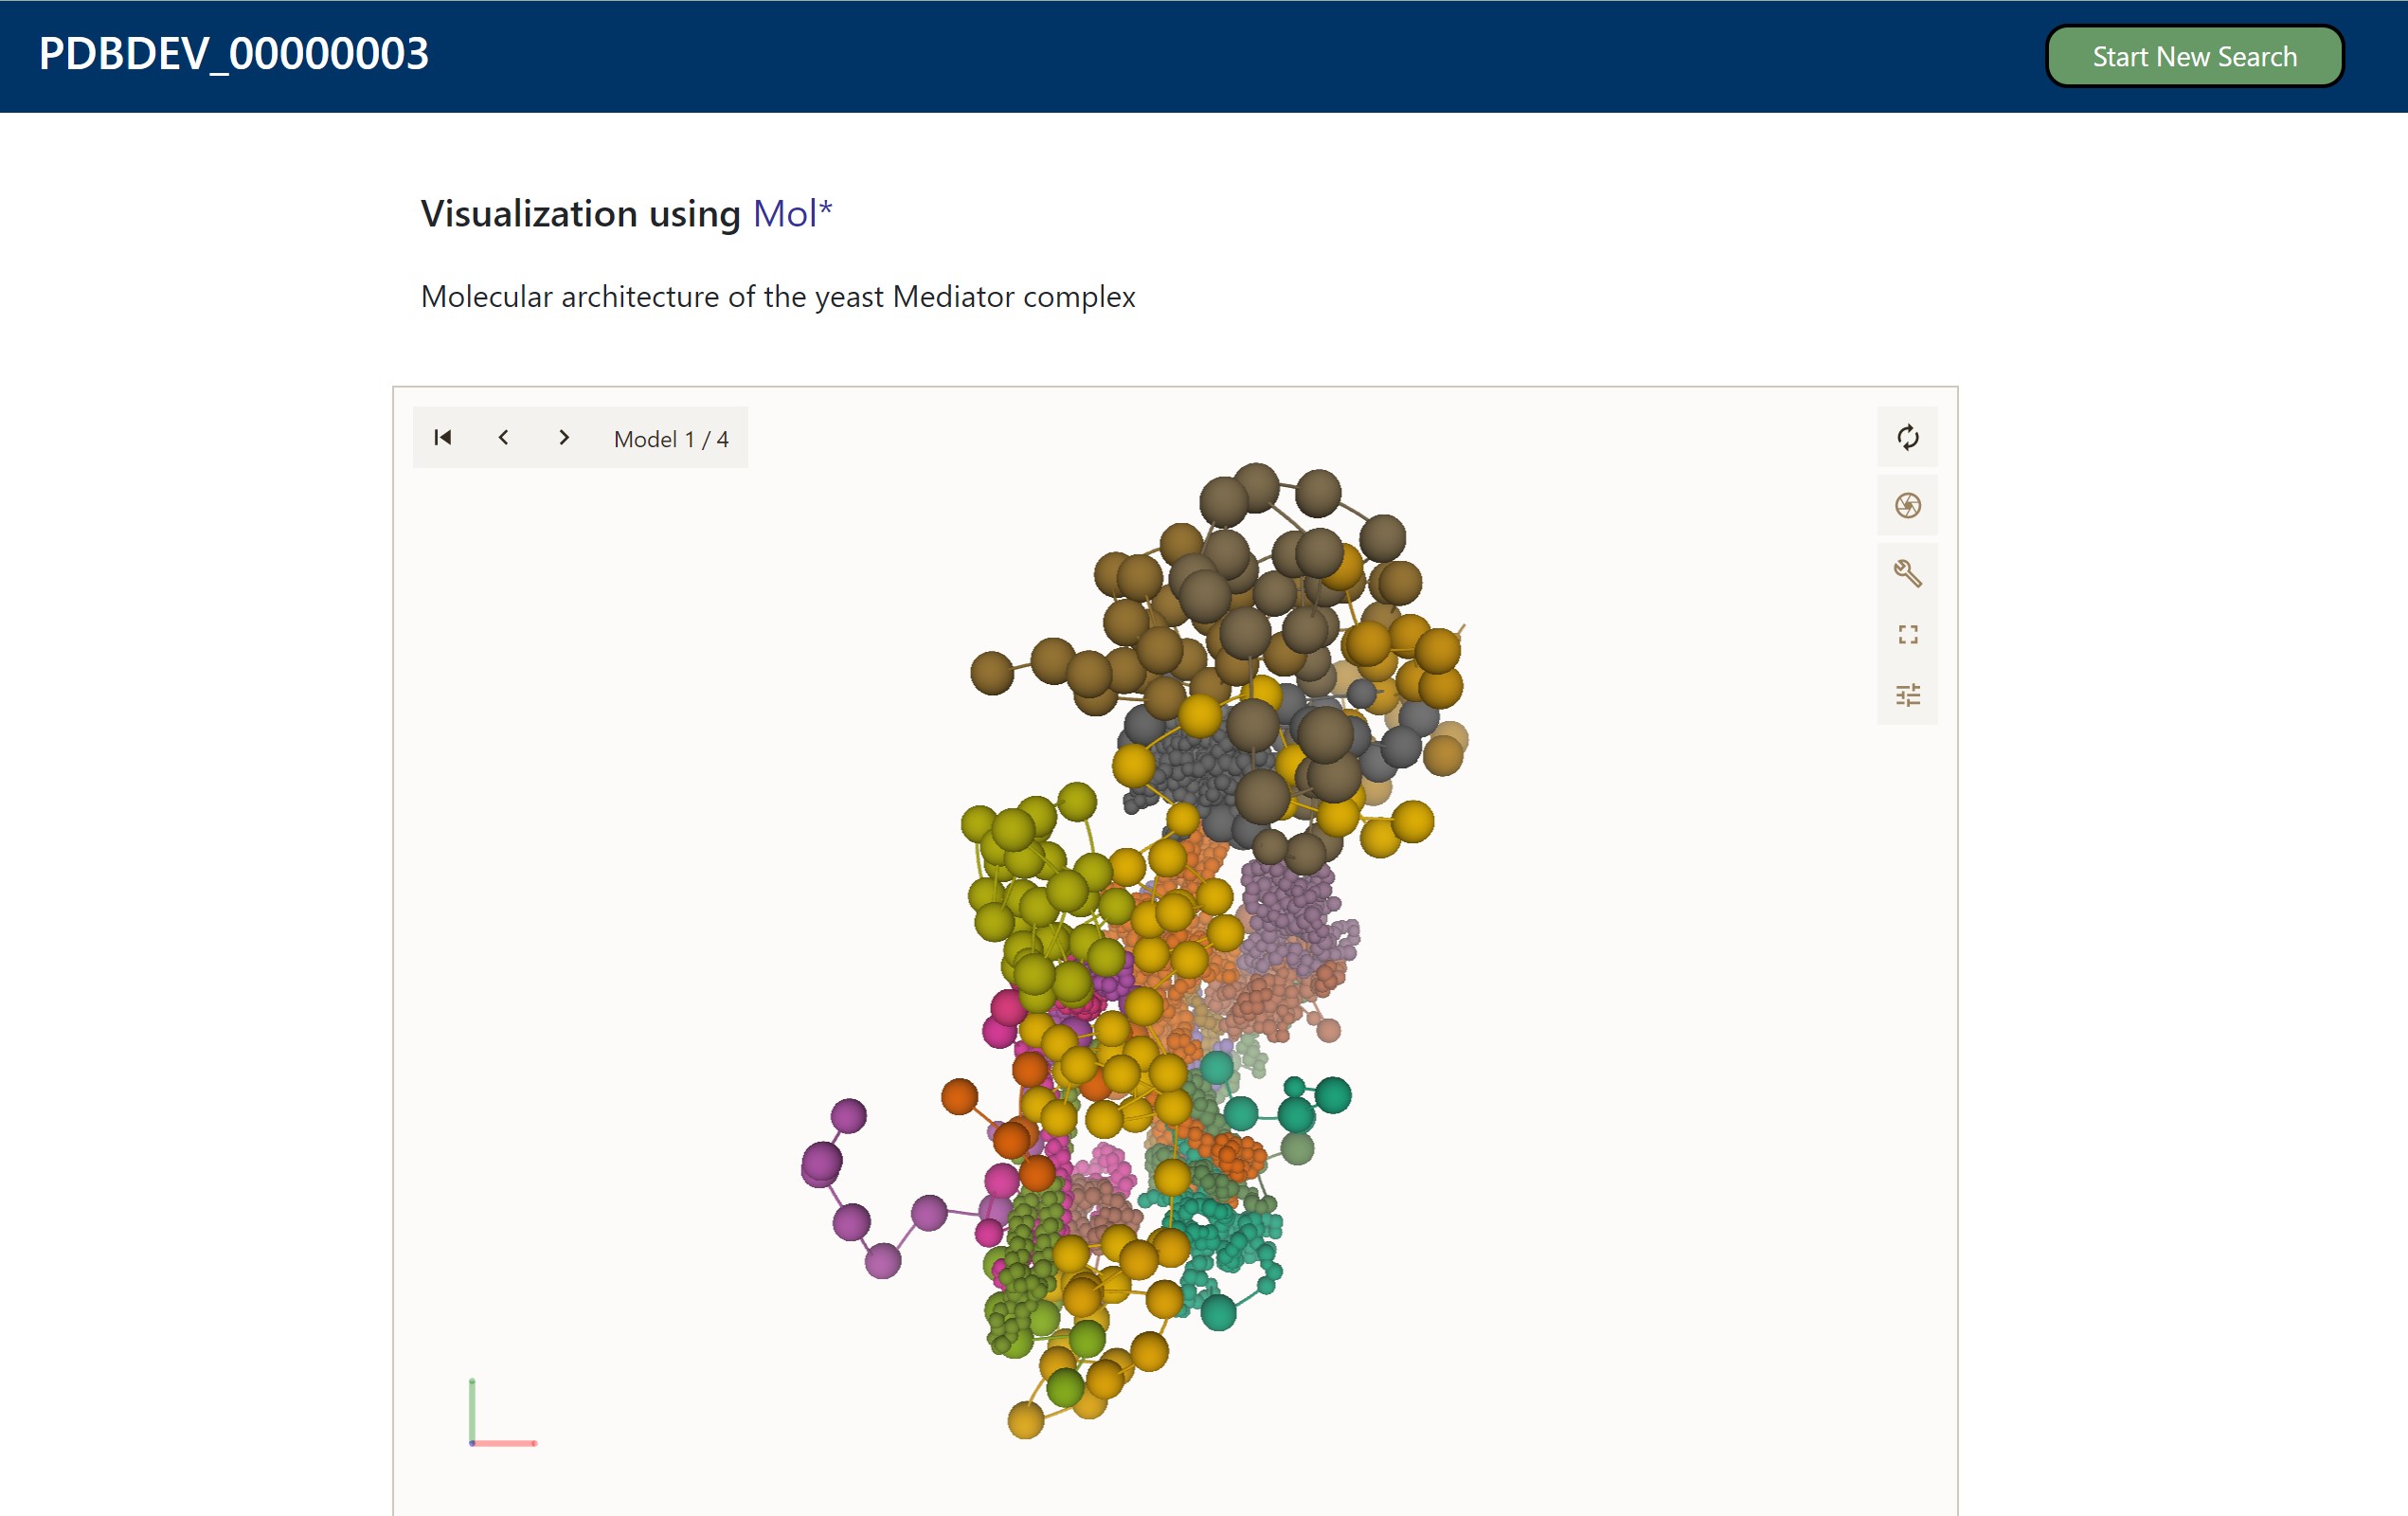 PDBDEV_00000003
Start New Search
Visualization using Mol*
Molecular architecture of the yeast Mediator complex
Model 1 / 4